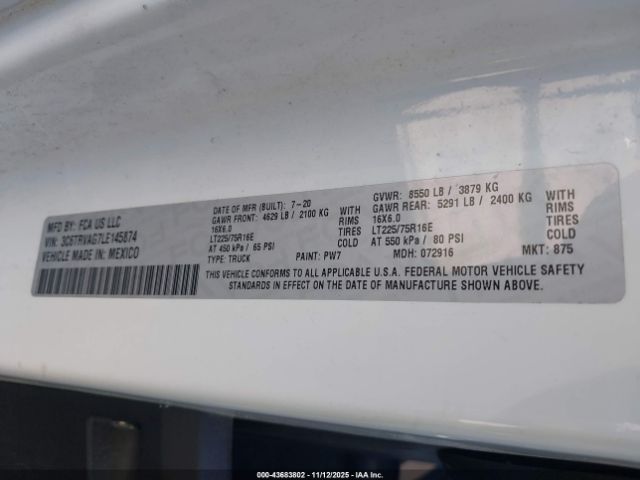 MFD BY: FCA US LLC
VIN: 3C6TRVAG7LE145874
VEHICLE MADE IN: MEXICO
DATE OF MFR (BUILT): 7-20
GAWR FRONT: 4629 LB / 2100 KG WITH
16X6.0 RIMS
LT225/75R16E TIRES
AT 450 kPa / 65 PSI COLD
TYPE: TRUCK PAINT: PW7
GVWR: 8550 LB / 3879 KG
GAWR REAR: 5291 LB / 2400 KG WITH
16X6.0 RIMS
LT225/75R16E TIRES
AT 550 kPa / 80 PSI COLD
MDH: 072916 MKT: 875
THIS VEHICLE CONFORMS TO ALL APPLICABLE U.S.A. FEDERAL MOTOR VEHICLE SAFETY
STANDARDS IN EFFECT ON THE DATE OF MANUFACTURE SHOWN ABOVE.
000-43683802 - 11/12/2025 - IAAI.COM